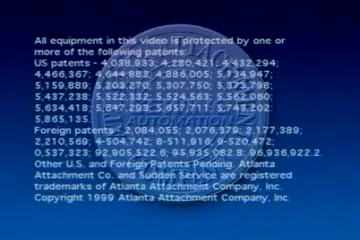 All equipment in this video is protected by one or
more of the following patents
US patents - 4,038,933; 4,280,421; 4,432,294;
4,466,367; 4,644,883; 4,886,005; 5,134,947;
5,159,889; 5,203,270; 5,307,750; 5,373,798;
5,437,238; 5,522,332; 5,524,563; 5,562,060;
5,634,418; 5,647,293; 5,657,711; 5,743,202;
5,865,135.
Foreign patents - 2,084,055; 2,076,379; 2,177,389;
2,210,569; 4-504,742; 8-511,916; 9-520,472;
0,537,323; 92,905,522.6; 95,935,062.8; 96,936,922.2.
Other U.S. and Foreign Patents Pending. Atlanta
Attachment Co. and Sudden Service are registered
trademarks of Atlanta Attachment Company, Inc.
Copyright 1999 Atlanta Attachment Company, Inc.
AUTOMATION